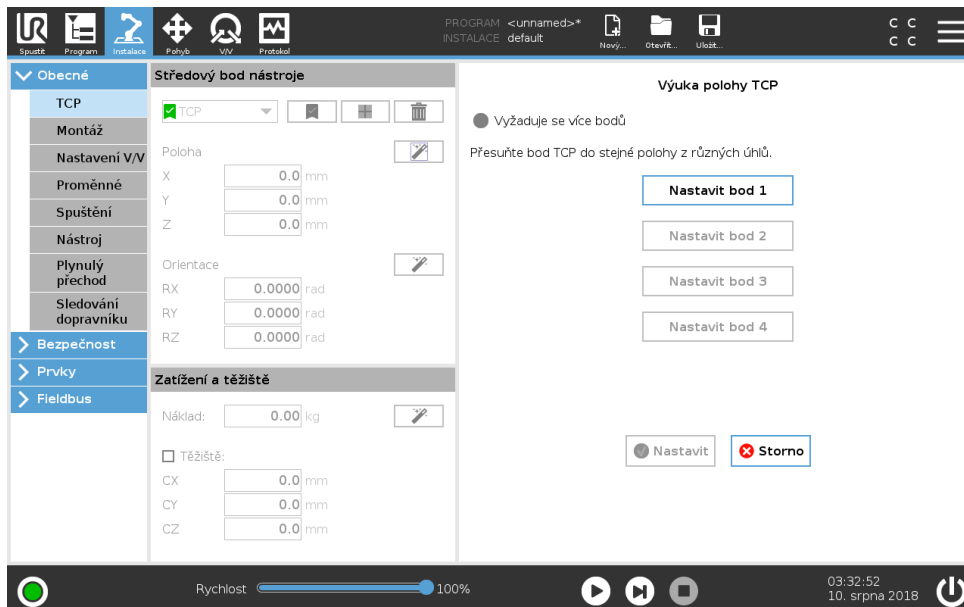 UR
Spustit
Program
Instalace
Pohyb
V/V
Protokol
PROGRAM <unnamed>*
INSTALACE default
Nový...
Otevřít...
Uložit...
C C
C C
Obecné
TCP
Montáž
Nastavení V/V
Proměnné
Spuštění
Nástroj
Plynulý
přechod
Sledování
dopravníku
Bezpečnost
Prvky
Fieldbus
Středový bod nástroje
TCP
Poloha
X 0.0 mm
Y 0.0 mm
Z 0.0 mm
Orientace
RX 0.0000 rad
RY 0.0000 rad
RZ 0.0000 rad
Zatížení a těžiště
Náklad: 0.00 kg
Těžiště:
CX 0.0 mm
CY 0.0 mm
CZ 0.0 mm
Výuka polohy TCP
Vyžaduje se více bodů
Přesuňte bod TCP do stejné polohy z různých úhlů.
Nastavit bod 1
Nastavit bod 2
Nastavit bod 3
Nastavit bod 4
Nastavit
Storno
Rychlost 100%
03:32:52
10. srpna 2018